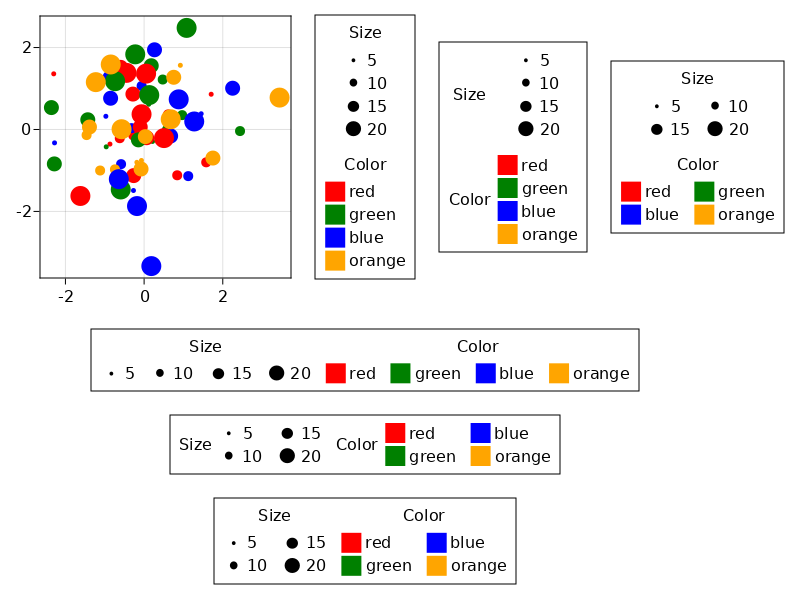 2
0
-2
-2 0 2
Size
5
10
15
20
Color
red
green
blue
orange
Size
5
10
15
20
Color
red
green
blue
orange
Size
5 10
15 20
Color
red green
blue orange
Size Color
5 10 15 20 red green blue orange
Size 5 15 Color red blue
10 20 green orange
Size Color
5 15 red blue
10 20 green orange